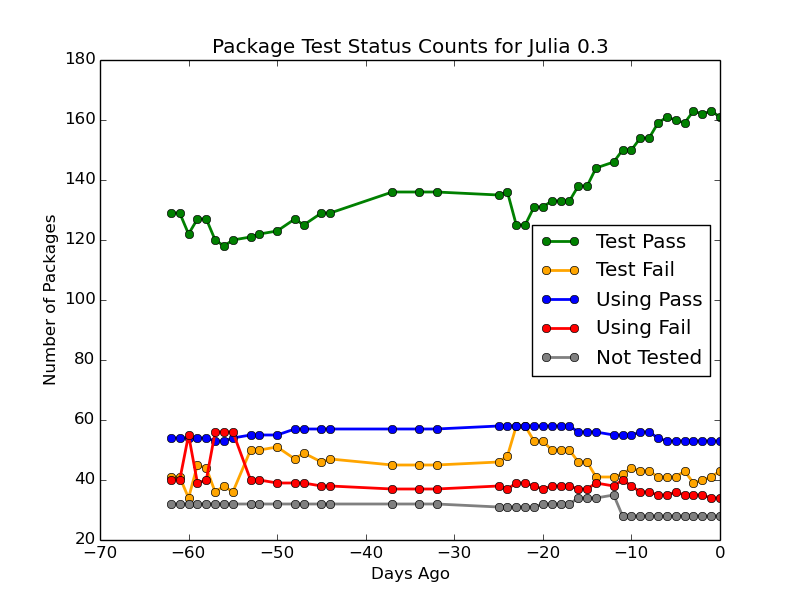 Package Test Status Counts for Julia 0.3
180
160
140
120
100
80
60
40
20
Number of Packages
Test Pass
Test Fail
Using Pass
Using Fail
Not Tested
−70
−60
−50
−40
−30
−20
−10
0
Days Ago